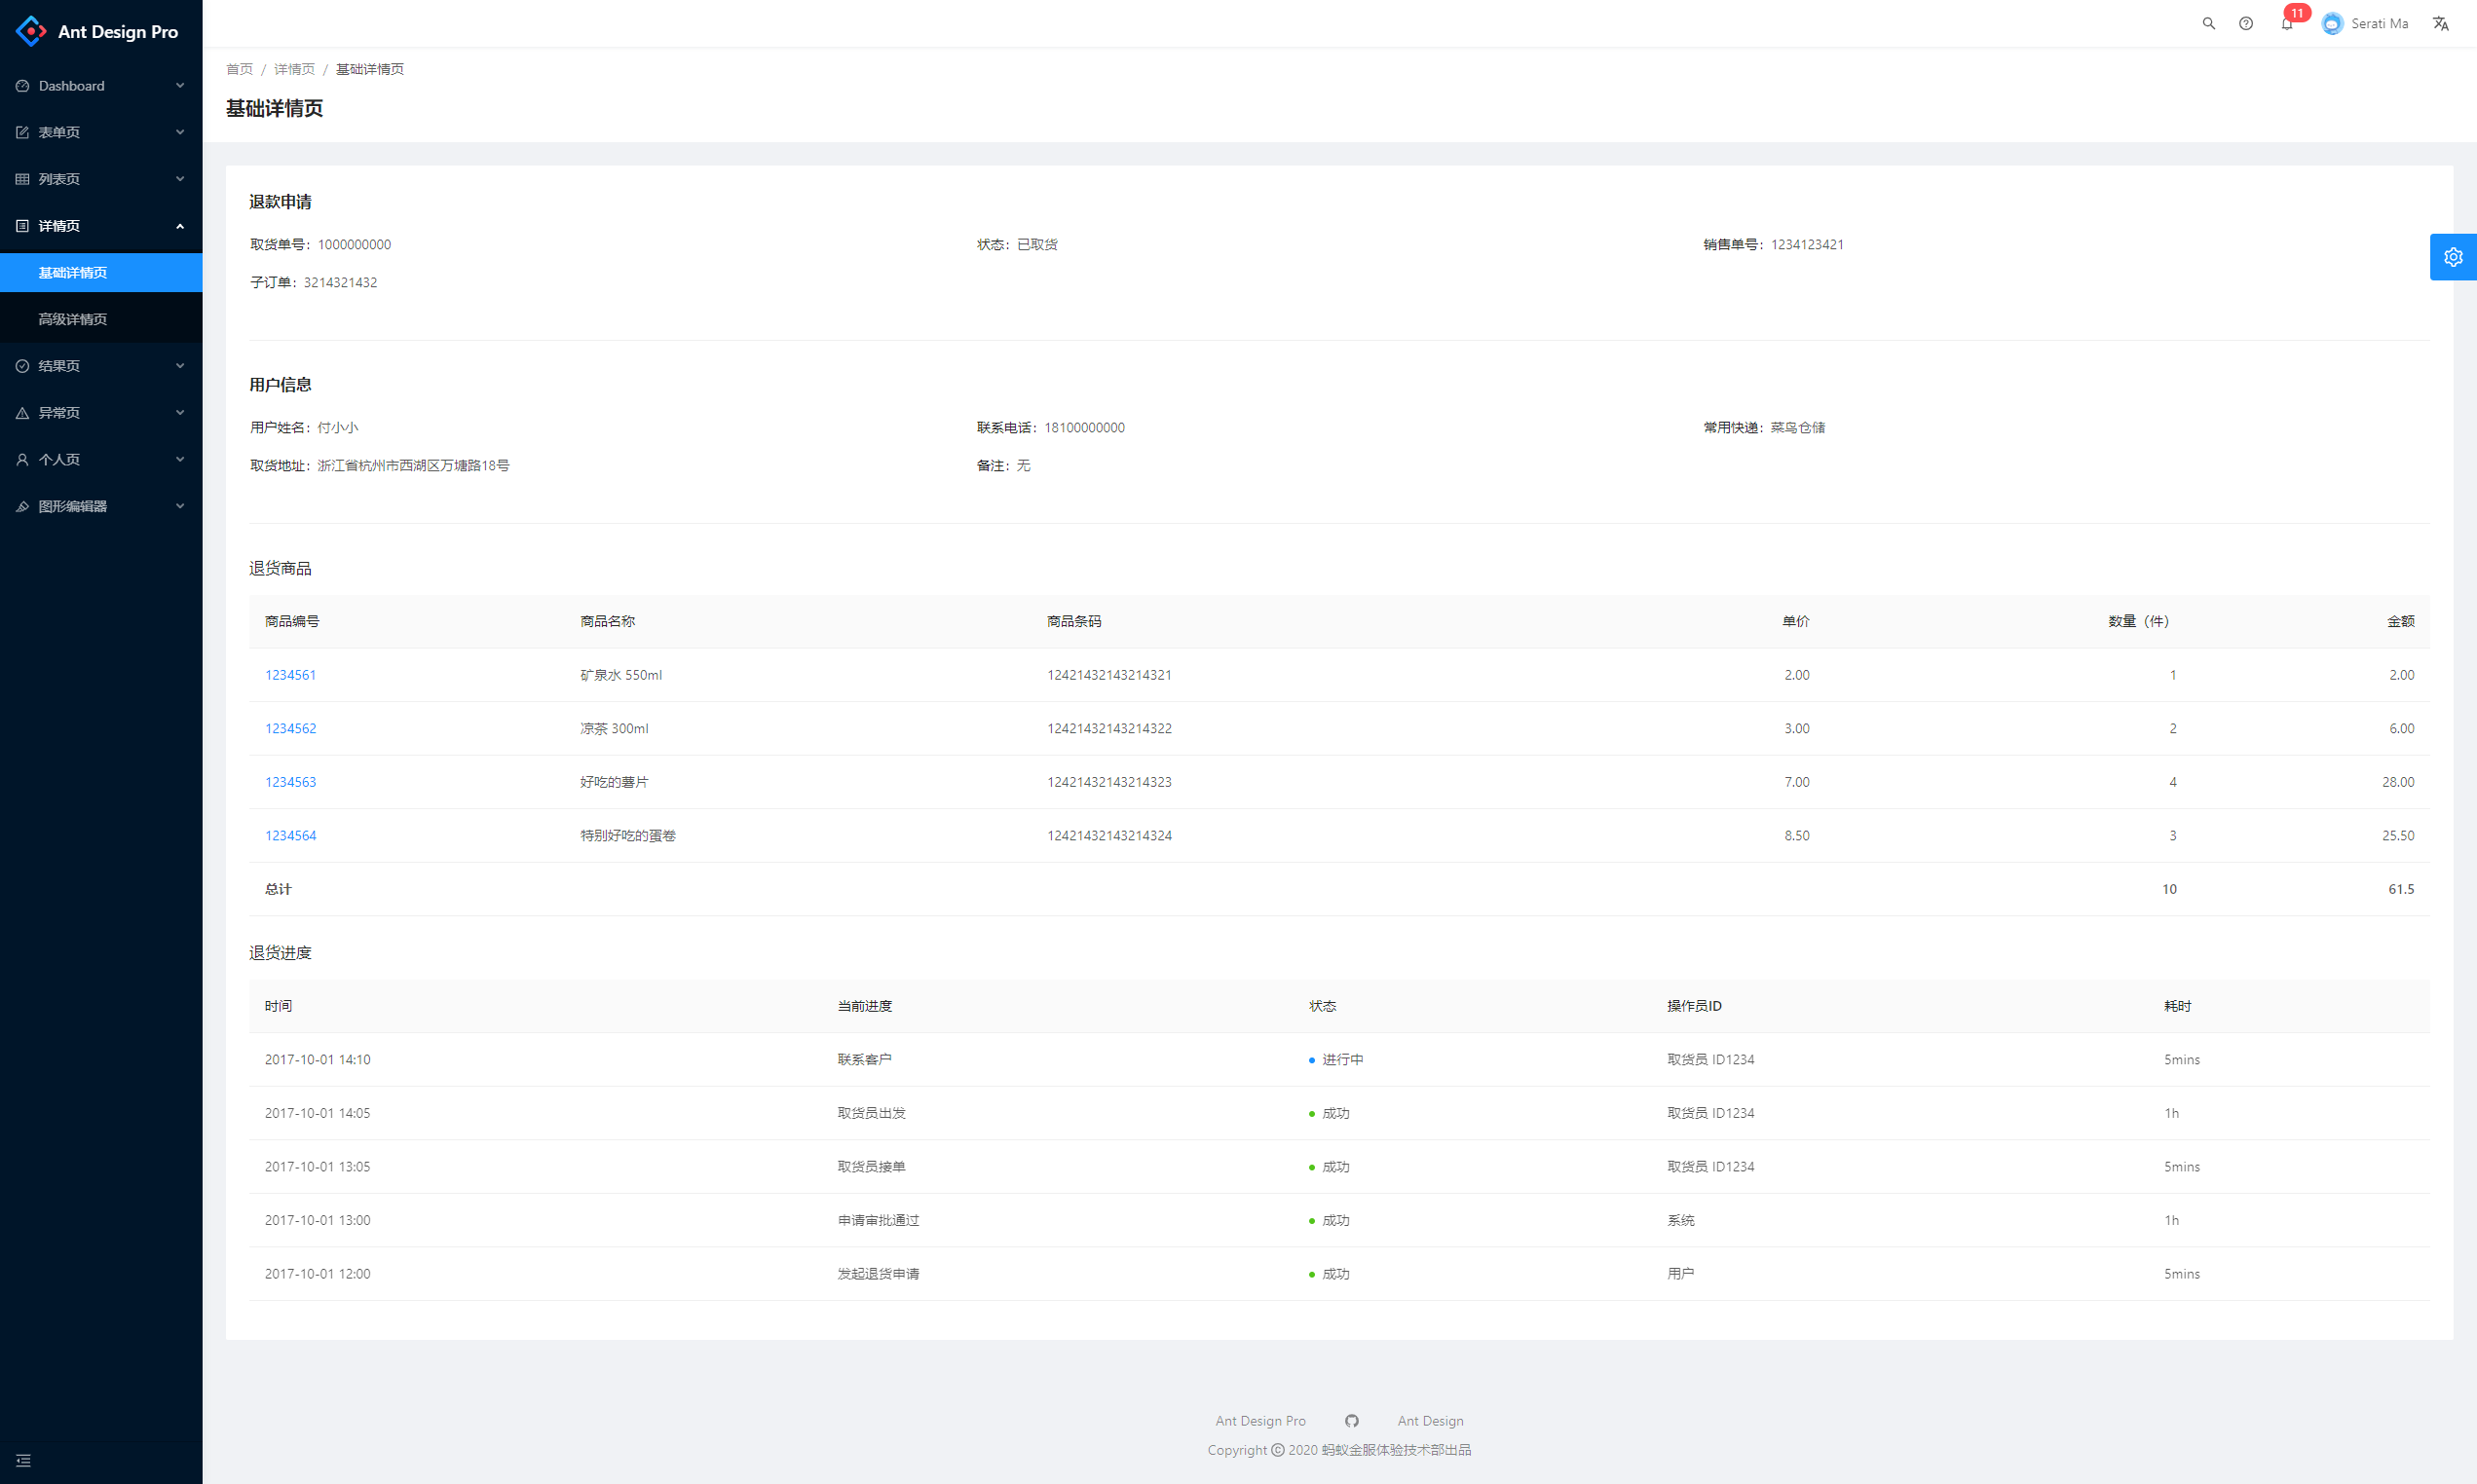 Ant Design Pro
Dashboard
表单页
列表页
详情页
基础详情页
高级详情页
结果页
异常页
个人页
图形编辑器
11
Serati Ma
首页 / 详情页 / 基础详情页
基础详情页
退款申请
取货单号：1000000000 状态：已取货 销售单号：1234123421
子订单：3214321432
用户信息
用户姓名：付小小 联系电话：18100000000 常用快递：菜鸟仓储
取货地址：浙江省杭州市西湖区万塘路18号 备注：无
退货商品
商品编号 商品名称 商品条码 单价 数量（件） 金额
1234561 矿泉水 550ml 12421432143214321 2.00 1 2.00
1234562 凉茶 300ml 12421432143214322 3.00 2 6.00
1234563 好吃的薯片 12421432143214323 7.00 4 28.00
1234564 特别好吃的蛋卷 12421432143214324 8.50 3 25.50
总计 10 61.5
退货进度
时间 当前进度 状态 操作员ID 耗时
2017-10-01 14:10 联系客户 进行中 取货员 ID1234 5mins
2017-10-01 14:05 取货员出发 成功 取货员 ID1234 1h
2017-10-01 13:05 取货员接单 成功 取货员 ID1234 5mins
2017-10-01 13:00 申请审批通过 成功 系统 1h
2017-10-01 12:00 发起退货申请 成功 用户 5mins
Ant Design Pro Ant Design
Copyright © 2020 蚂蚁金服体验技术部出品